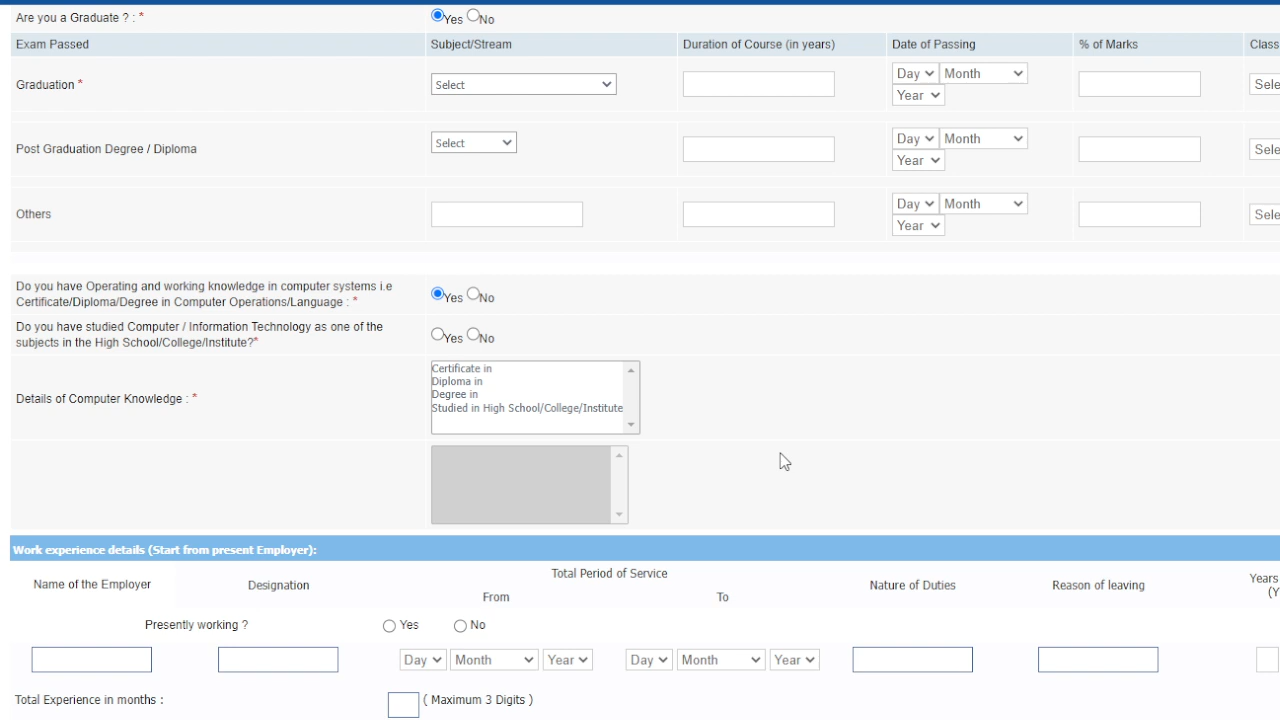 Are you a Graduate ? : * Yes No
Exam Passed Subject/Stream Duration of Course (in years) Date of Passing % of Marks Class
Graduation * Select Day Month Sele
Year
Post Graduation Degree / Diploma Select Day Month Sele
Year
Others Day Month Sele
Year
Do you have Operating and working knowledge in computer systems i.e
Certificate/Diploma/Degree in Computer Operations/Language : * Yes No
Do you have studied Computer / Information Technology as one of the
subjects in the High School/College/Institute?* Yes No
Details of Computer Knowledge : *
Certificate in
Diploma in
Degree in
Studied in High School/College/Institute
Work experience details (Start from present Employer):
Name of the Employer Designation Total Period of Service Nature of Duties Reason of leaving Years
From To (Y
Presently working ? Yes No
Day Month Year Day Month Year
Total Experience in months : ( Maximum 3 Digits )